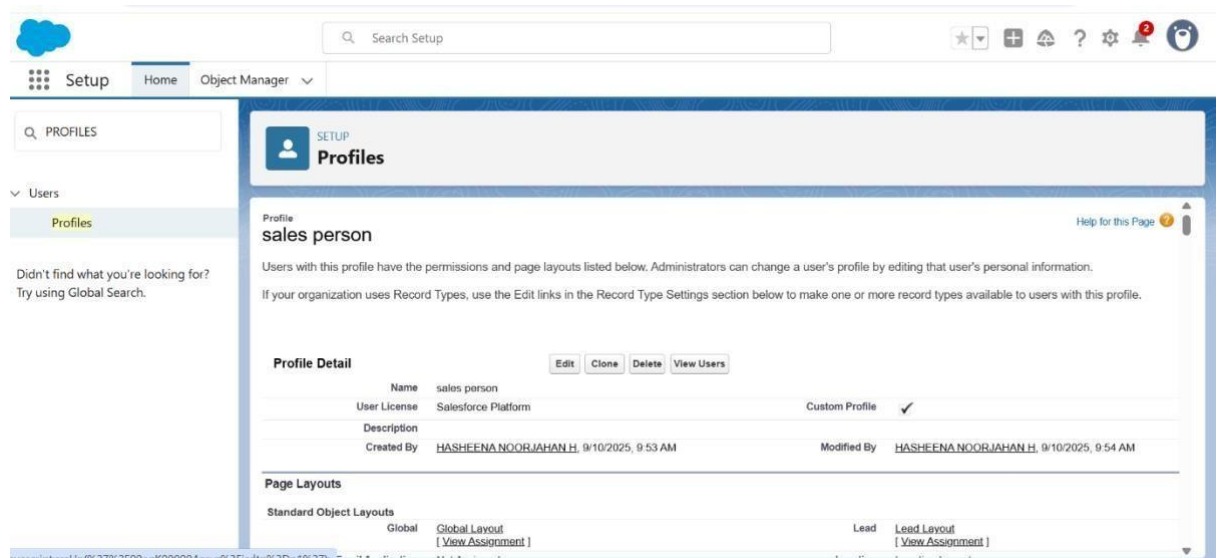 Search Setup
2
Setup
Home
Object Manager
PROFILES
Users
Profiles
Didn't find what you're looking for?
Try using Global Search.
SETUP
Profiles
Profile
sales person
Help for this Page
Users with this profile have the permissions and page layouts listed below. Administrators can change a user's profile by editing that user's personal information.
If your organization uses Record Types, use the Edit links in the Record Type Settings section below to make one or more record types available to users with this profile.
Profile Detail Edit Clone Delete View Users
Name sales person
User License Salesforce Platform Custom Profile ✓
Description
Created By HASHEENA NOORJAHAN H, 9/10/2025, 9:53 AM Modified By HASHEENA NOORJAHAN H, 9/10/2025, 9:54 AM
Page Layouts
Standard Object Layouts
Global Global Layout Lead Lead Layout
[ View Assignment ] [ View Assignment ]